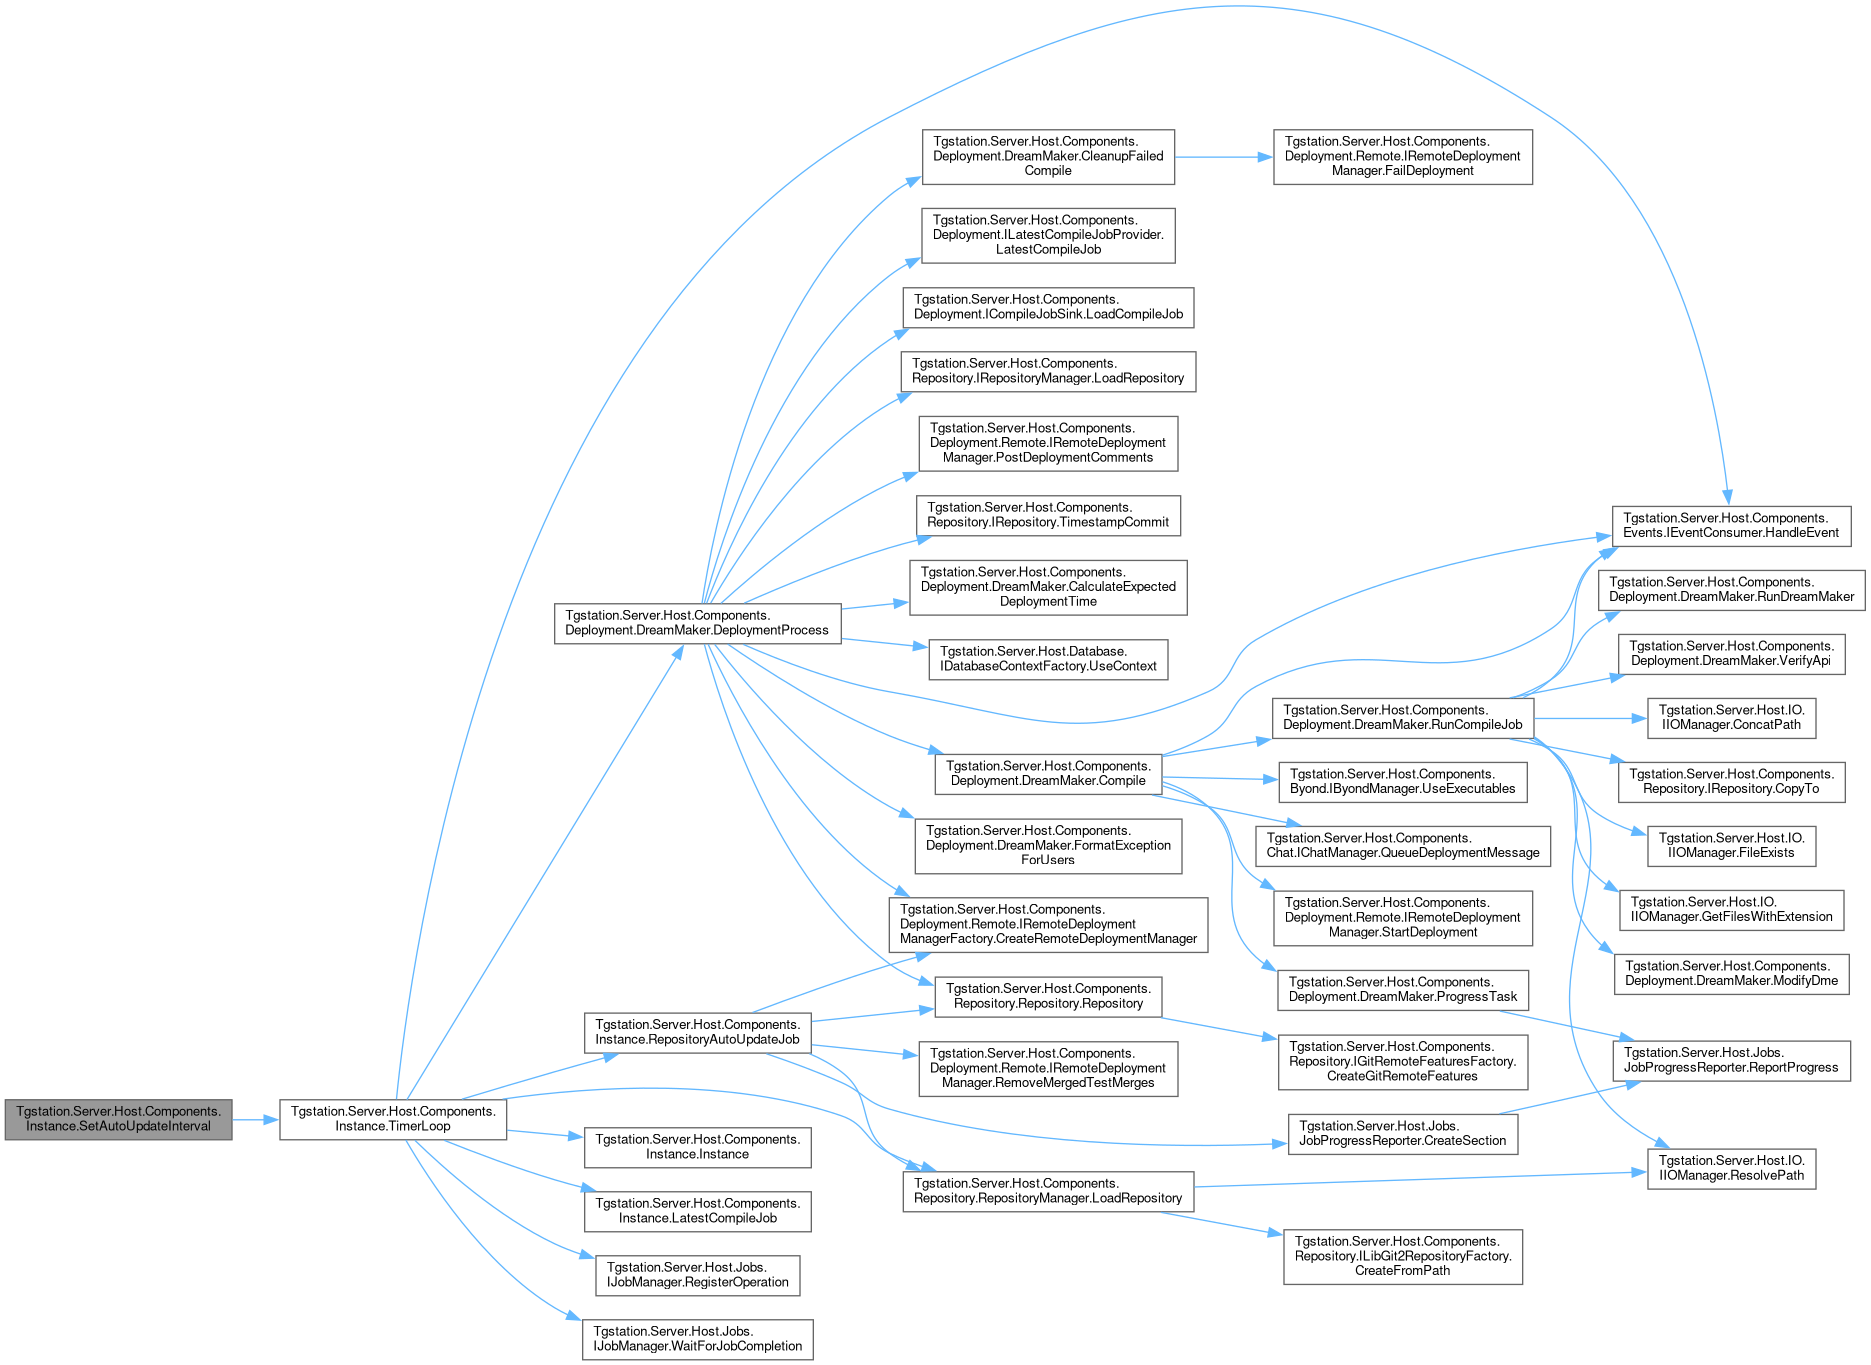 Tgstation.Server.Host.Components.
Instance.SetAutoUpdateInterval
Tgstation.Server.Host.Components.
Instance.TimerLoop
Tgstation.Server.Host.Components.
Deployment.DreamMaker.DeploymentProcess
Tgstation.Server.Host.Components.
Instance.RepositoryAutoUpdateJob
Tgstation.Server.Host.Components.
Instance.Instance
Tgstation.Server.Host.Components.
Instance.LatestCompileJob
Tgstation.Server.Host.Jobs.
IJobManager.RegisterOperation
Tgstation.Server.Host.Jobs.
IJobManager.WaitForJobCompletion
Tgstation.Server.Host.Components.
Deployment.DreamMaker.CleanupFailed
Compile
Tgstation.Server.Host.Components.
Deployment.ILatestCompileJobProvider.
LatestCompileJob
Tgstation.Server.Host.Components.
Deployment.ICompileJobSink.LoadCompileJob
Tgstation.Server.Host.Components.
Repository.IRepositoryManager.LoadRepository
Tgstation.Server.Host.Components.
Deployment.Remote.IRemoteDeployment
Manager.PostDeploymentComments
Tgstation.Server.Host.Components.
Repository.IRepository.TimestampCommit
Tgstation.Server.Host.Components.
Deployment.DreamMaker.CalculateExpected
DeploymentTime
Tgstation.Server.Host.Database.
IDatabaseContextFactory.UseContext
Tgstation.Server.Host.Components.
Deployment.DreamMaker.Compile
Tgstation.Server.Host.Components.
Deployment.DreamMaker.FormatException
ForUsers
Tgstation.Server.Host.Components.
Deployment.Remote.IRemoteDeployment
ManagerFactory.CreateRemoteDeploymentManager
Tgstation.Server.Host.Components.
Repository.Repository.Repository
Tgstation.Server.Host.Components.
Deployment.Remote.IRemoteDeployment
Manager.RemoveMergedTestMerges
Tgstation.Server.Host.Components.
Repository.RepositoryManager.LoadRepository
Tgstation.Server.Host.Components.
Deployment.Remote.IRemoteDeployment
Manager.FailDeployment
Tgstation.Server.Host.Components.
Deployment.DreamMaker.RunCompileJob
Tgstation.Server.Host.Components.
Byond.IByondManager.UseExecutables
Tgstation.Server.Host.Components.
Chat.IChatManager.QueueDeploymentMessage
Tgstation.Server.Host.Components.
Deployment.Remote.IRemoteDeployment
Manager.StartDeployment
Tgstation.Server.Host.Components.
Deployment.DreamMaker.ProgressTask
Tgstation.Server.Host.Components.
Repository.IGitRemoteFeaturesFactory.
CreateGitRemoteFeatures
Tgstation.Server.Host.Jobs.
JobProgressReporter.CreateSection
Tgstation.Server.Host.Components.
Repository.ILibGit2RepositoryFactory.
CreateFromPath
Tgstation.Server.Host.Components.
Events.IEventConsumer.HandleEvent
Tgstation.Server.Host.Components.
Deployment.DreamMaker.RunDreamMaker
Tgstation.Server.Host.Components.
Deployment.DreamMaker.VerifyApi
Tgstation.Server.Host.IO.
IIOManager.ConcatPath
Tgstation.Server.Host.Components.
Repository.IRepository.CopyTo
Tgstation.Server.Host.IO.
IIOManager.FileExists
Tgstation.Server.Host.IO.
IIOManager.GetFilesWithExtension
Tgstation.Server.Host.Components.
Deployment.DreamMaker.ModifyDme
Tgstation.Server.Host.Jobs.
JobProgressReporter.ReportProgress
Tgstation.Server.Host.IO.
IIOManager.ResolvePath